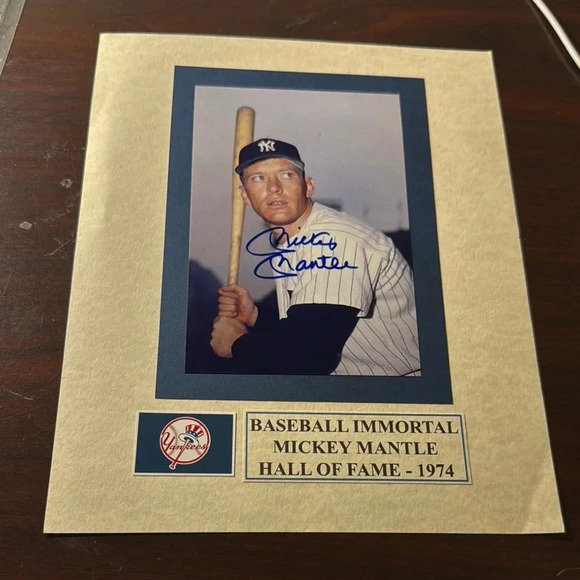 NY
Mickey
Mantle
Yankees
BASEBALL IMMORTAL
MICKEY MANTLE
HALL OF FAME - 1974